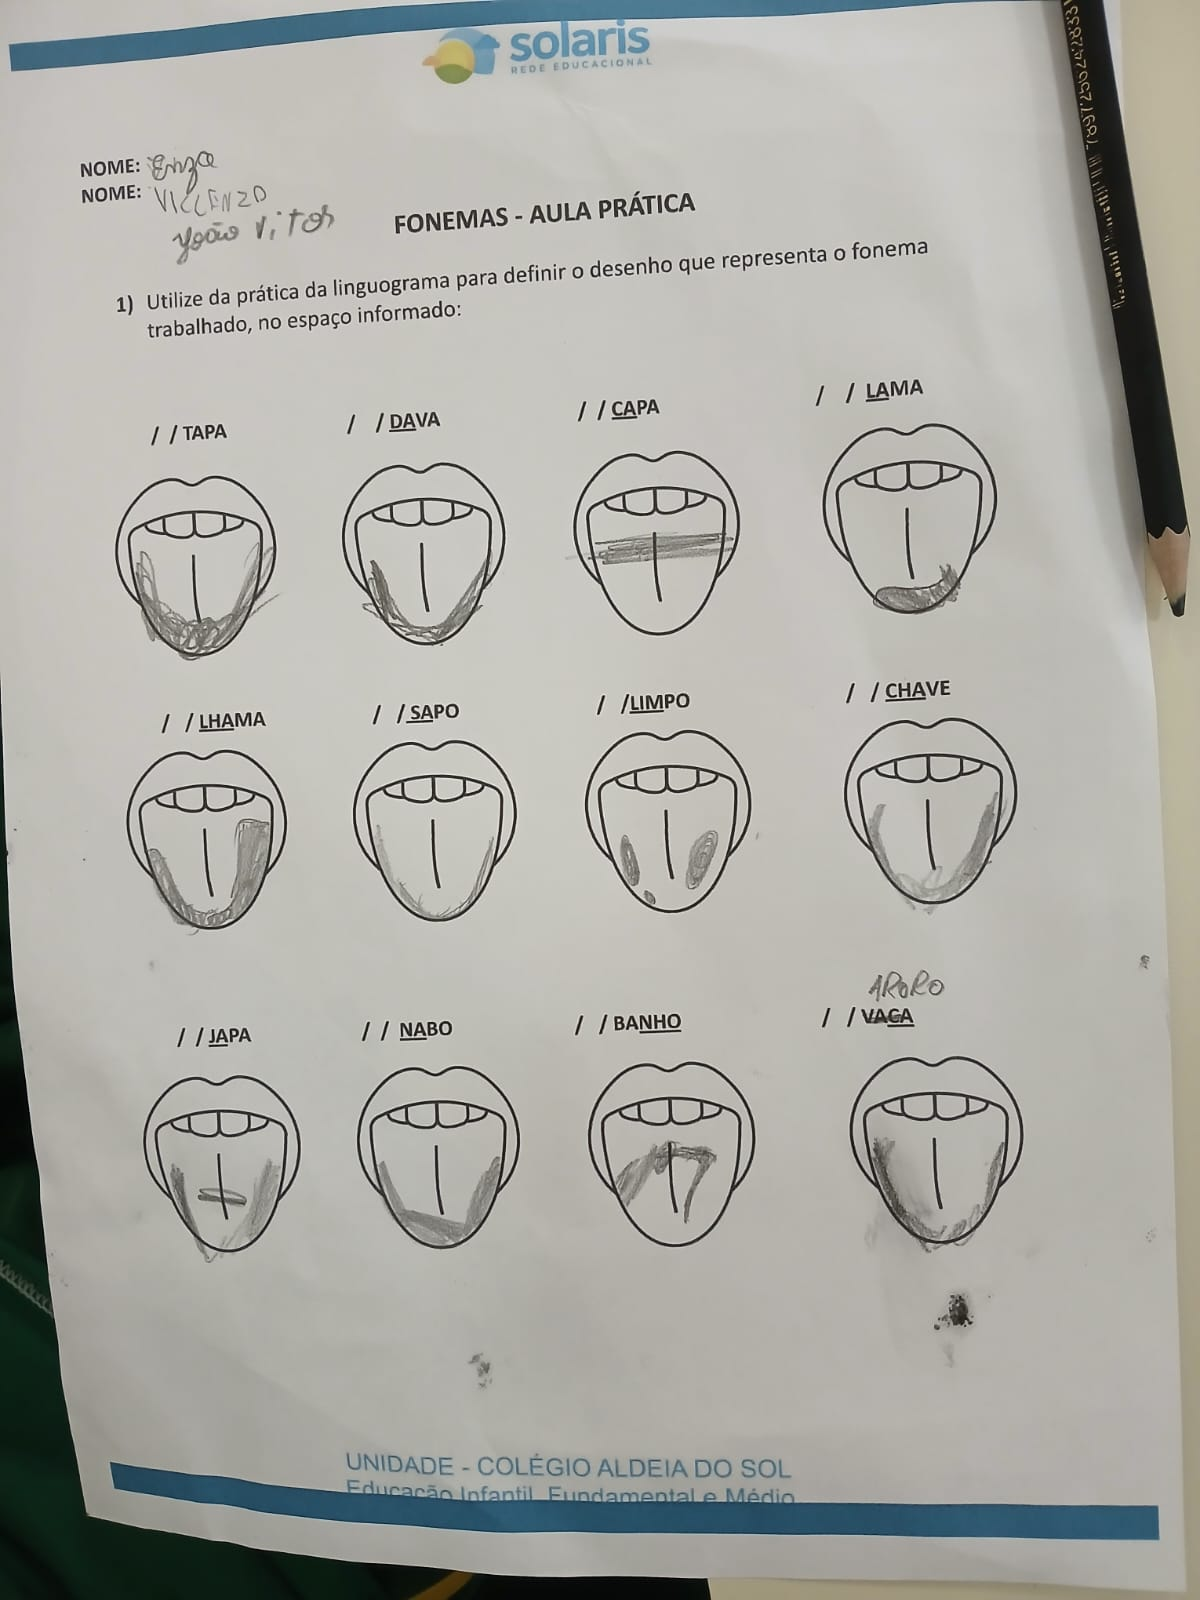 solaris
REDE EDUCACIONAL
7897250247833
NOME: Enzo
NOME: VICENZO
João Vitor
FONEMAS - AULA PRÁTICA
1) Utilize da prática da linguograma para definir o desenho que representa o fonema
trabalhado, no espaço informado:
/ / TAPA / / DAVA / / CAPA / / LAMA
/ / LHAMA / / SAPO / / LIMPO / / CHAVE
ARORO
/ / JAPA / / NABO / / BANHO / / VACA
UNIDADE - COLÉGIO ALDEIA DO SOL
Educação Infantil, Fundamental e Médio